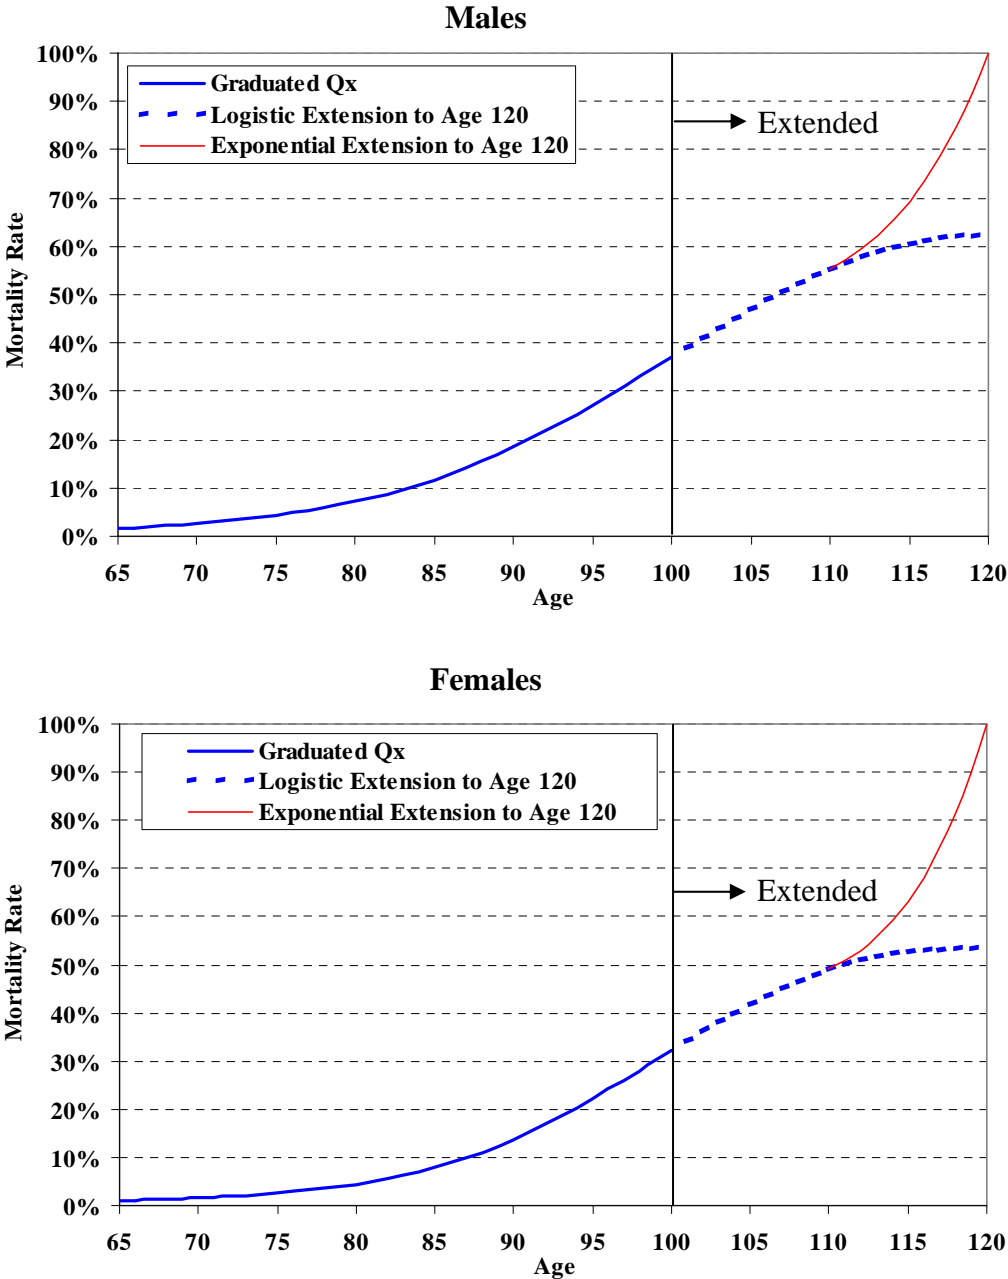 Males
100%
90%
80%
70%
60%
50%
40%
30%
20%
10%
0%
Mortality Rate
Graduated Qx
Logistic Extension to Age 120
Exponential Extension to Age 120
Extended
65 70 75 80 85 90 95 100 105 110 115 120
Age
Females
100%
90%
80%
70%
60%
50%
40%
30%
20%
10%
0%
Mortality Rate
Graduated Qx
Logistic Extension to Age 120
Exponential Extension to Age 120
Extended
65 70 75 80 85 90 95 100 105 110 115 120
Age